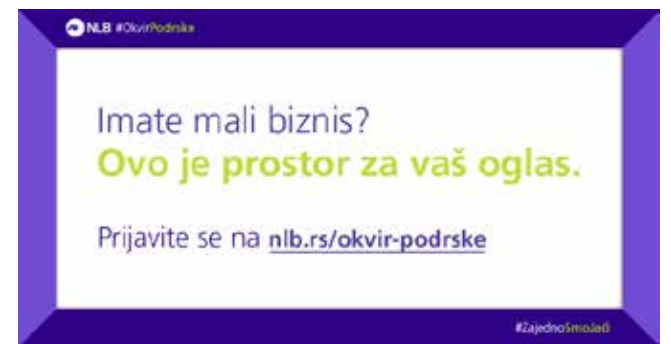 NLB #OkvirPodrske
Imate mali biznis?
Ovo je prostor za vaš oglas.
Prijavite se na nlb.rs/okvir-podrske
#ZajednoSmoJači